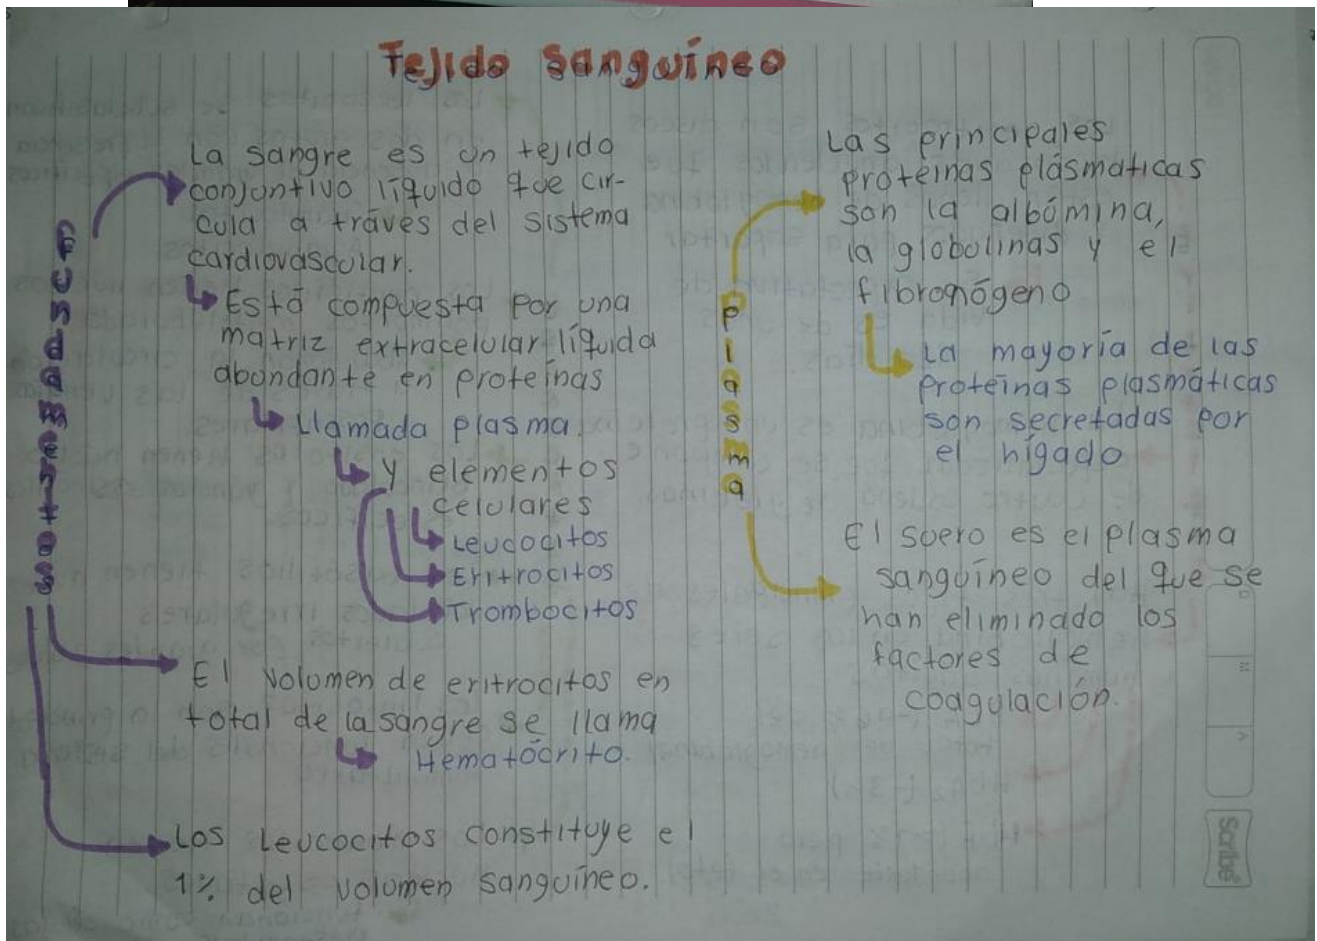 Tejido Sanguíneo
La sangre es un tejido
conjuntivo líquido que cir-
cula a tráves del sistema
cardiovascular.
Está compuesta por una
matriz extracelular líquida
abundante en proteínas
Llamada plasma.
y elementos
celulares
Leucocitos
Eritrocitos
Trombocitos
El volumen de eritrocitos en
total de la sangre se llama
Hematócrito.
Los Leucocitos constituye el
1% del volumen sanguíneo.
Plasma
Las principales
proteínas plásmaticas
son la albúmina,
la globulinas y el
fibronógeno
La mayoría de las
Proteínas plasmáticas
son secretadas por
el hígado
El suero es el plasma
sanguíneo del que se
han eliminado los
factores de
coagulación.
Scribe